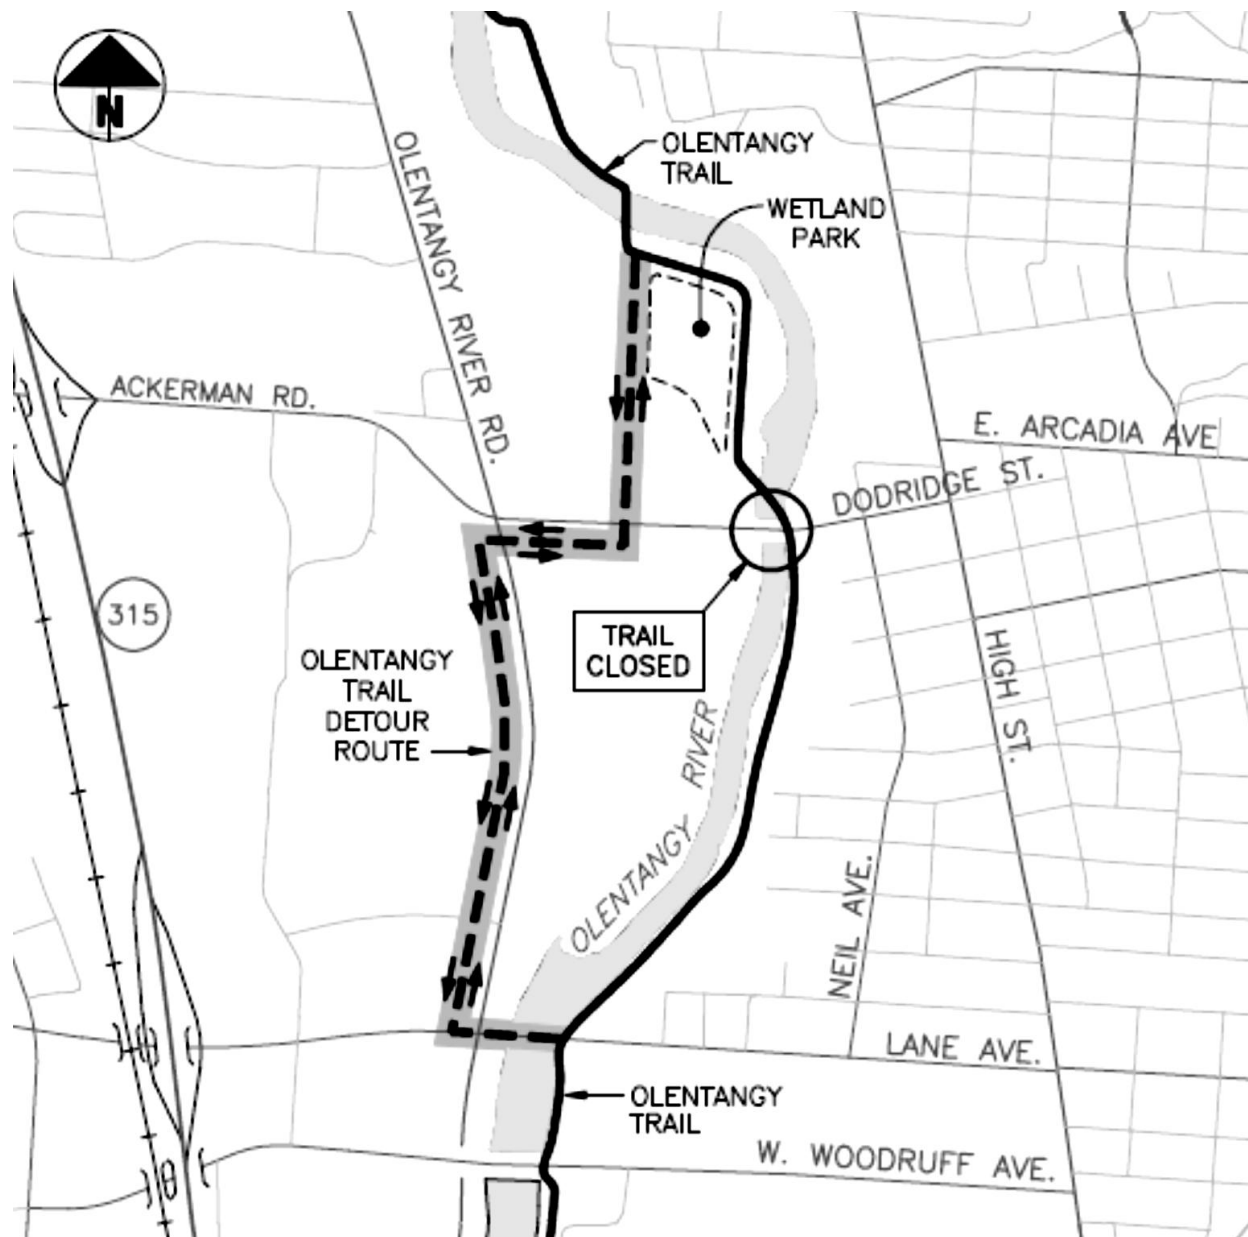 N
OLENTANGY RIVER RD.
OLENTANGY
TRAIL
WETLAND
PARK
ACKERMAN RD.
E. ARCADIA AVE
DODRIDGE ST.
315
TRAIL
CLOSED
HIGH ST.
OLENTANGY
TRAIL
DETOUR
ROUTE
OLENTANGY RIVER
NEIL AVE.
LANE AVE.
OLENTANGY
TRAIL
W. WOODRUFF AVE.